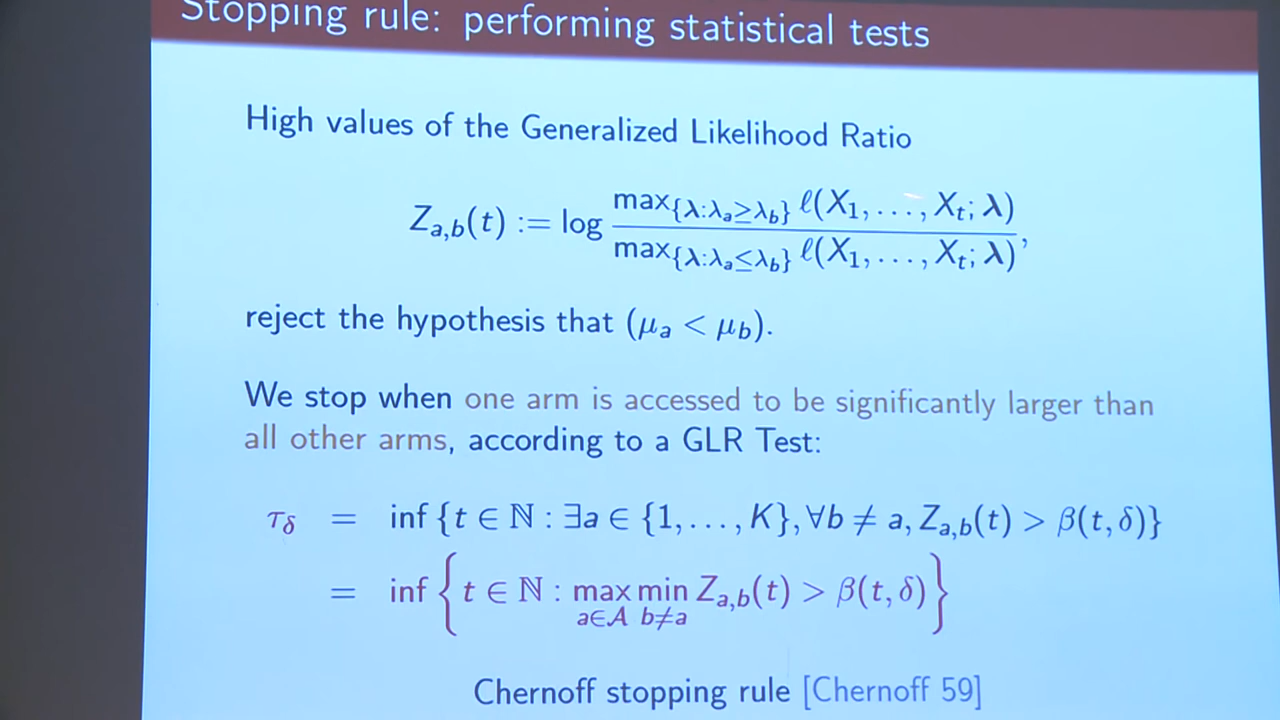 Stopping rule: performing statistical tests
High values of the Generalized Likelihood Ratio
Z_{a,b}(t) := log max_{λ:λ_a≥λ_b} ℓ(X_1, . . . , X_t; λ) / max_{λ:λ_a≤λ_b} ℓ(X_1, . . . , X_t; λ),
reject the hypothesis that (μ_a < μ_b).
We stop when one arm is accessed to be significantly larger than
all other arms, according to a GLR Test:
τ_δ = inf {t ∈ ℕ : ∃a ∈ {1, . . . , K}, ∀b ≠ a, Z_{a,b}(t) > β(t, δ)}
= inf { t ∈ ℕ : max_{a∈𝒜} min_{b≠a} Z_{a,b}(t) > β(t, δ) }
Chernoff stopping rule [Chernoff 59]